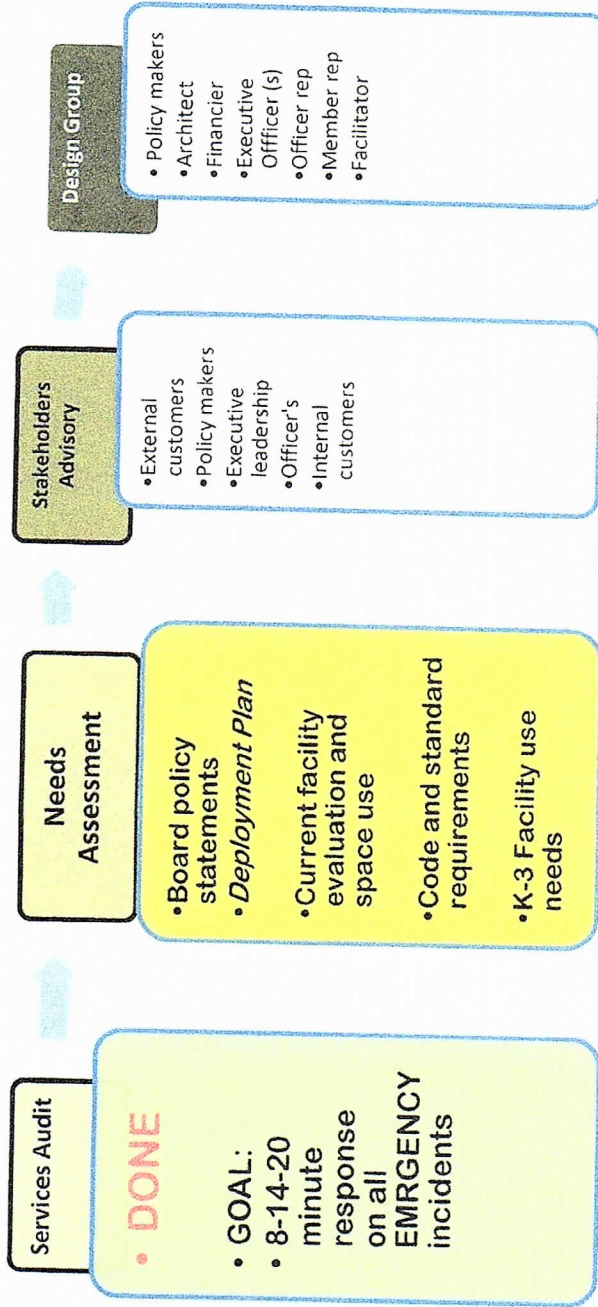 Services Audit
• DONE
• GOAL:
• 8-14-20
minute
response
on all
EMRGENCY
incidents
Needs
Assessment
•Board policy
statements
•Deployment Plan
•Current facility
evaluation and
space use
•Code and standard
requirements
•K-3 Facility use
needs
Stakeholders
Advisory
•External
customers
•Policy makers
•Executive
leadership
•Officer's
•Internal
customers
Design Group
• Policy makers
•Architect
•Financier
•Executive
Offficer (s)
•Officer rep
•Member rep
•Facilitator